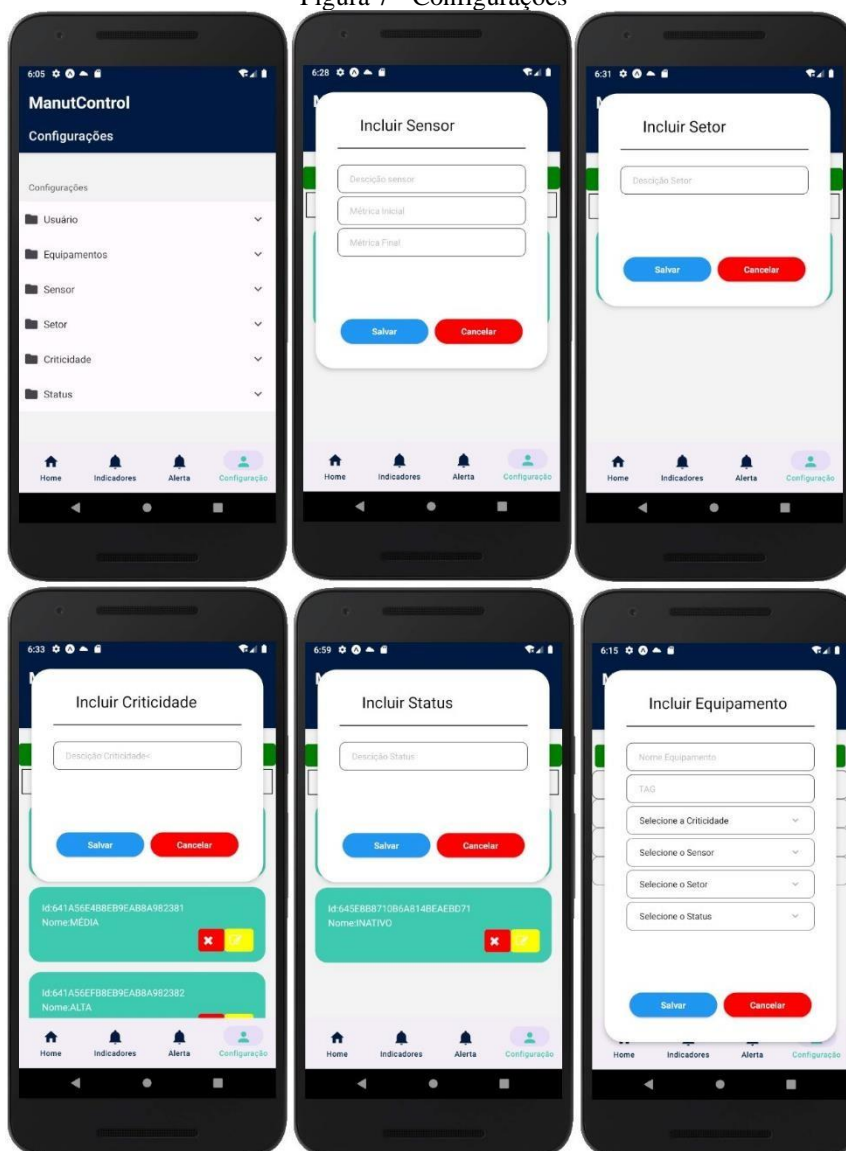 Figura 7 - Configurações
6:05
ManutControl
Configurações
Configurações
Usuário
Equipamentos
Sensor
Setor
Criticidade
Status
Home Indicadores Alerta Configuração
6:28
Incluir Sensor
Descição sensor
Métrica Inicial
Métrica Final
Salvar Cancelar
Home Indicadores Alerta Configuração
6:31
Incluir Setor
Descição Setor
Salvar Cancelar
Home Indicadores Alerta Configuração
6:33
Incluir Criticidade
Descição Criticidade<
Salvar Cancelar
Id:641A56E4B8EB9EAB8A982381
Nome:MÉDIA
Id:641A56EFB8EB9EAB8A982382
Nome:ALTA
Home Indicadores Alerta Configuração
6:59
Incluir Status
Descição Status
Salvar Cancelar
Id:645E8B8710B6A814BEAEBD71
Nome:INATIVO
Home Indicadores Alerta Configuração
6:15
Incluir Equipamento
Nome Equipamento
TAG
Selecione a Criticidade
Selecione o Sensor
Selecione o Setor
Selecione o Status
Salvar Cancelar
Home Indicadores Alerta Configuração